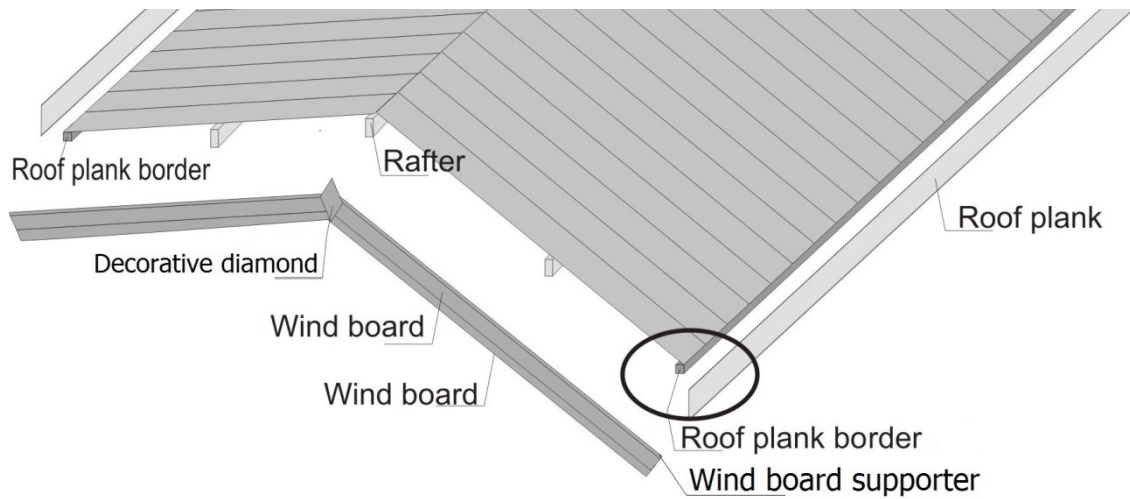 Roof plank border
Rafter
Roof plank
Decorative diamond
Wind board
Wind board
Roof plank border
Wind board supporter